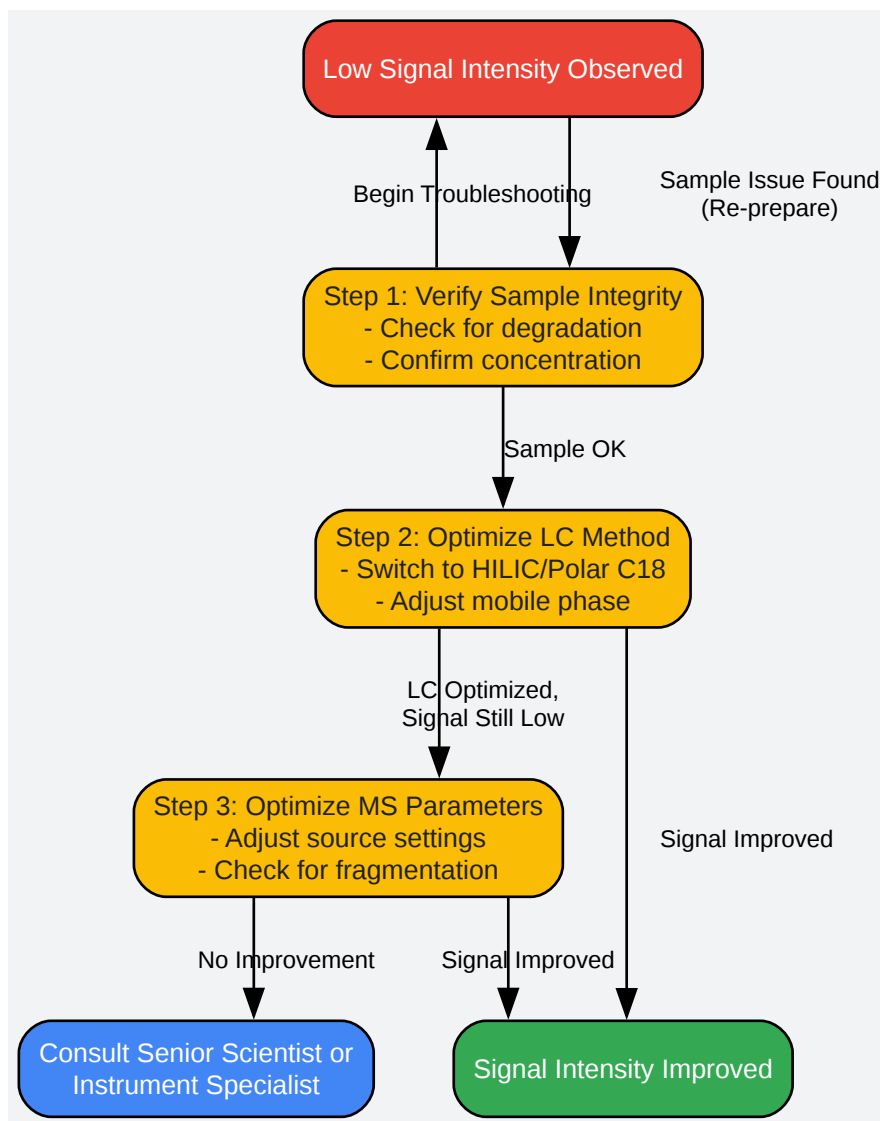 Low Signal Intensity Observed
Begin Troubleshooting
Sample Issue Found
(Re-prepare)
Step 1: Verify Sample Integrity
- Check for degradation
- Confirm concentration
Sample OK
Step 2: Optimize LC Method
- Switch to HILIC/Polar C18
- Adjust mobile phase
LC Optimized,
Signal Still Low
Step 3: Optimize MS Parameters
- Adjust source settings
- Check for fragmentation
Signal Improved
No Improvement
Signal Improved
Consult Senior Scientist or
Instrument Specialist
Signal Intensity Improved